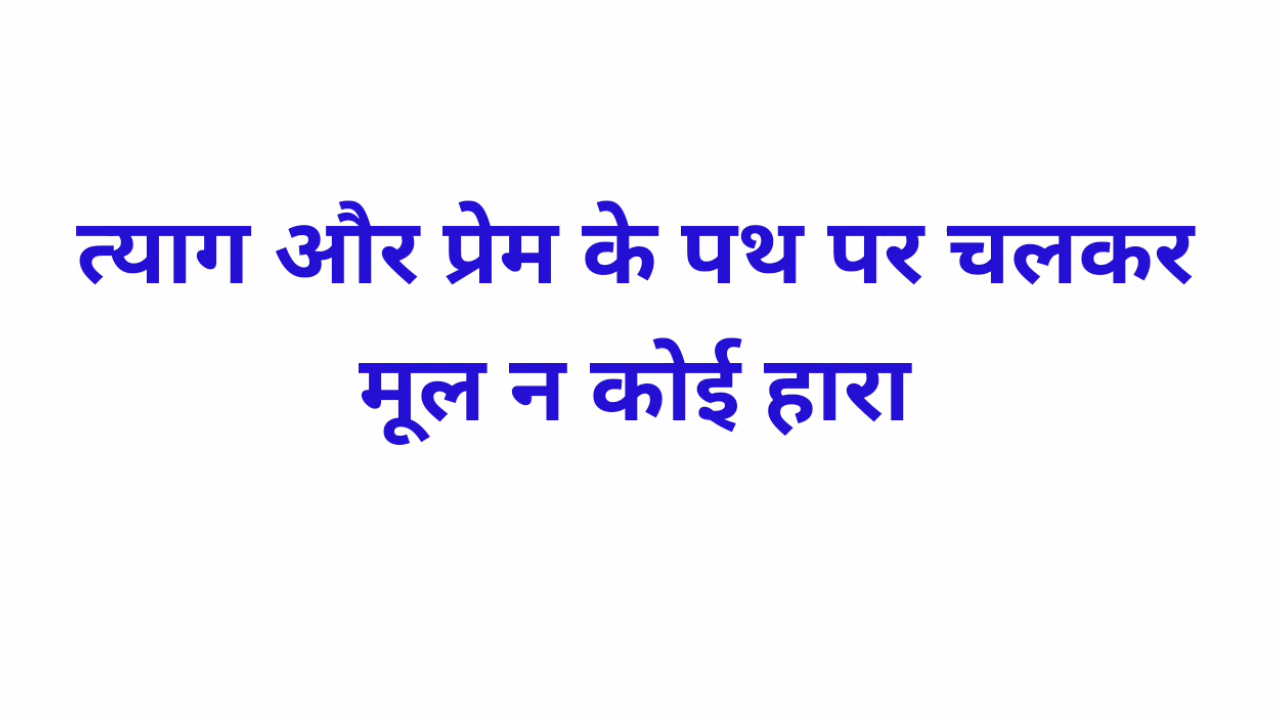 त्याग और प्रेम के पथ पर चलकर
मूल न कोई हारा